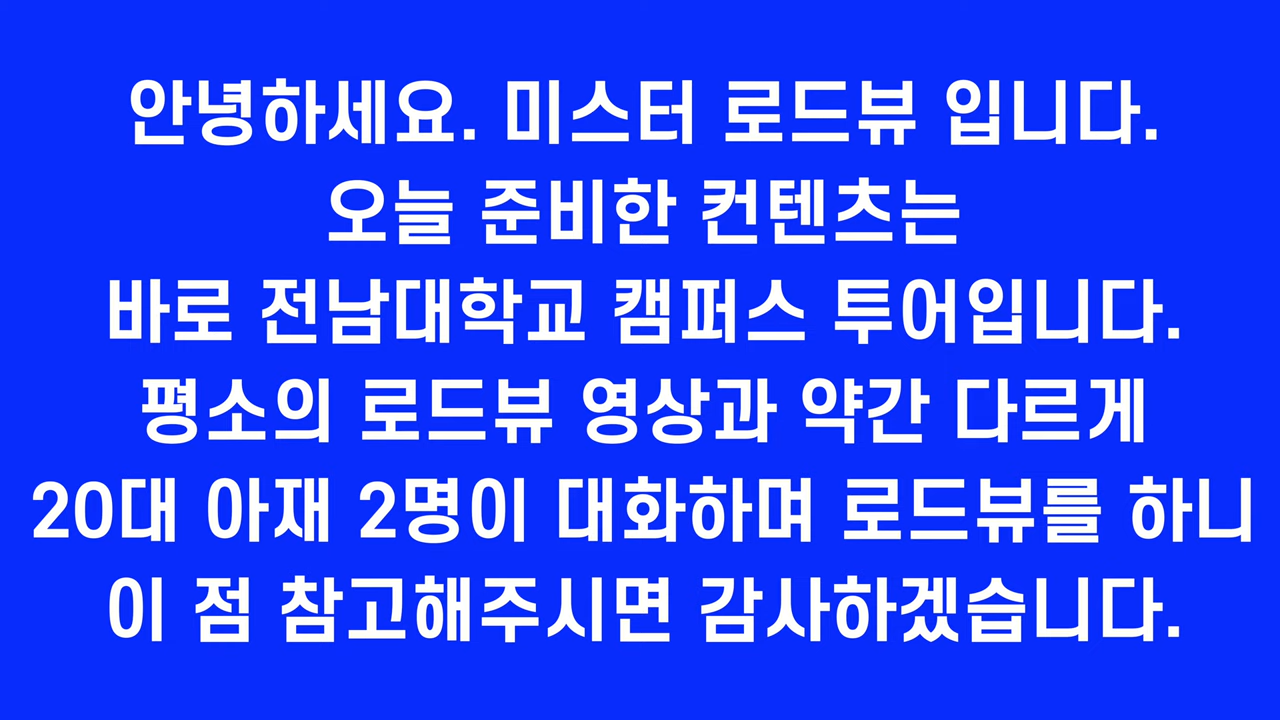 안녕하세요. 미스터 로드뷰 입니다.
오늘 준비한 컨텐츠는
바로 전남대학교 캠퍼스 투어입니다.
평소의 로드뷰 영상과 약간 다르게
20대 아재 2명이 대화하며 로드뷰를 하니
이 점 참고해주시면 감사하겠습니다.